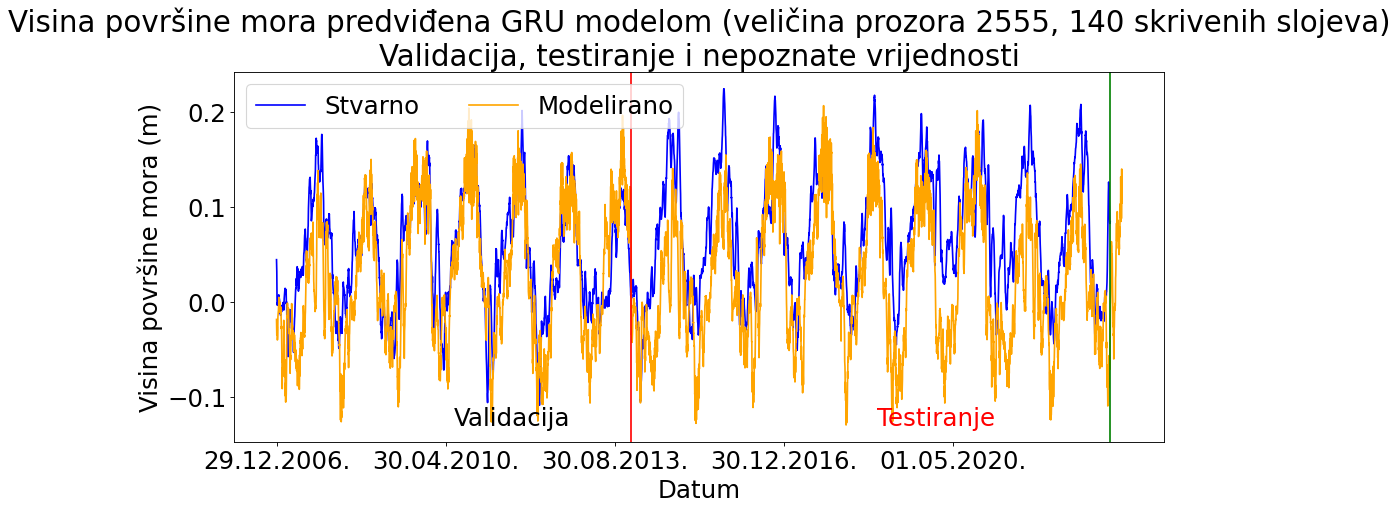 Visina površine mora predviđena GRU modelom (veličina prozora 2555, 140 skrivenih slojeva)
Validacija, testiranje i nepoznate vrijednosti
Stvarno
Modelirano
Visina površine mora (m)
0.2
0.1
0.0
−0.1
Validacija
Testiranje
29.12.2006.
30.04.2010.
30.08.2013.
30.12.2016.
01.05.2020.
Datum